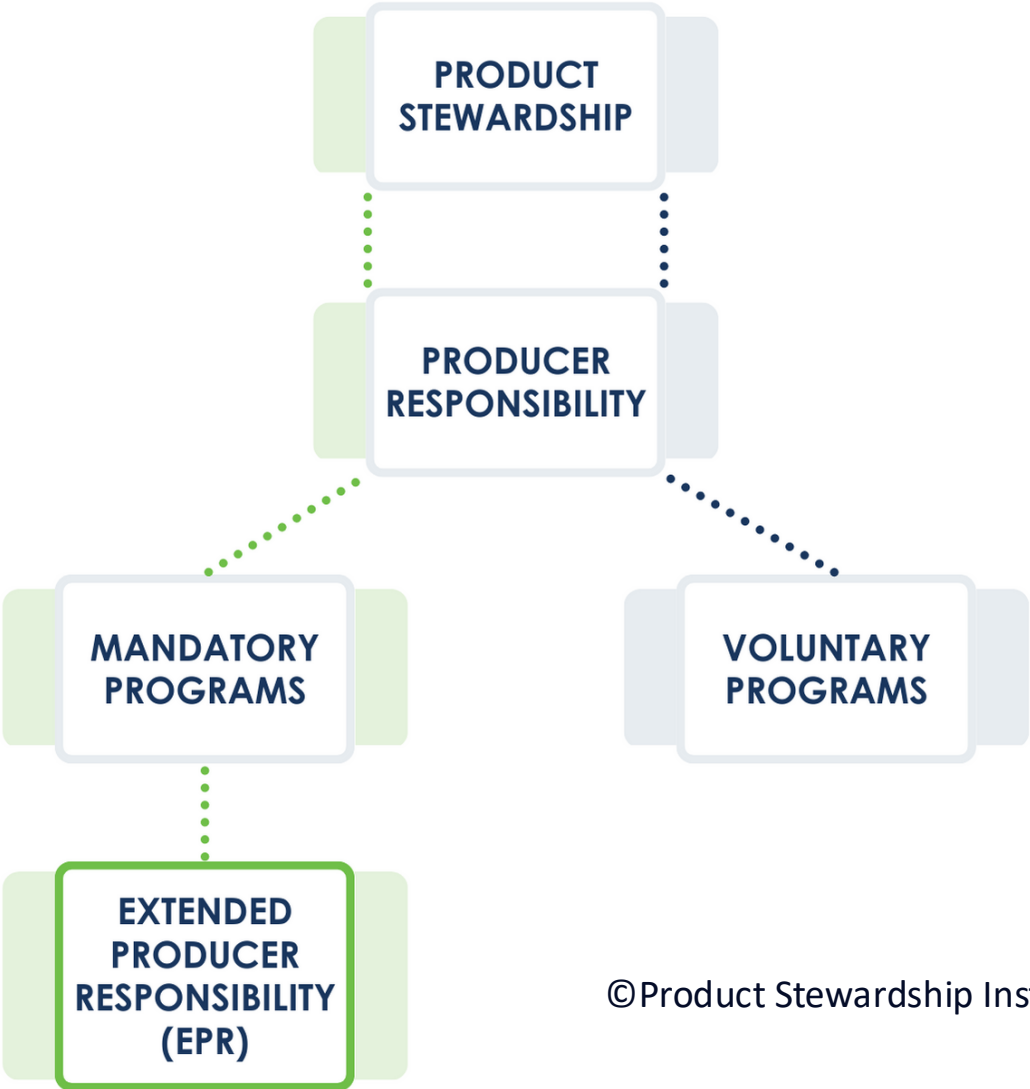 PRODUCT
STEWARDSHIP
PRODUCER
RESPONSIBILITY
MANDATORY
PROGRAMS
VOLUNTARY
PROGRAMS
EXTENDED
PRODUCER
RESPONSIBILITY
(EPR)
©Product Stewardship Ins